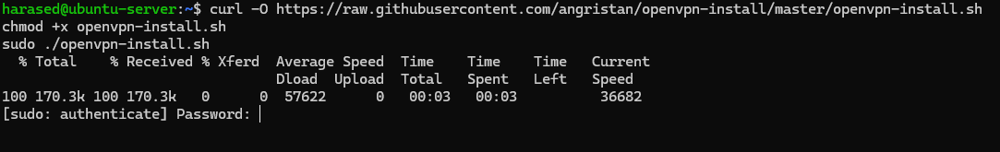 harased@ubuntu-server:~$ curl -O https://raw.githubusercontent.com/angristan/openvpn-install/master/openvpn-install.sh
chmod +x openvpn-install.sh
sudo ./openvpn-install.sh
  % Total    % Received % Xferd  Average Speed  Time    Time    Time   Current
                                 Dload  Upload  Total   Spent   Left   Speed
100 170.3k 100 170.3k   0      0  57622      0  00:03   00:03           36682
[sudo: authenticate] Password: